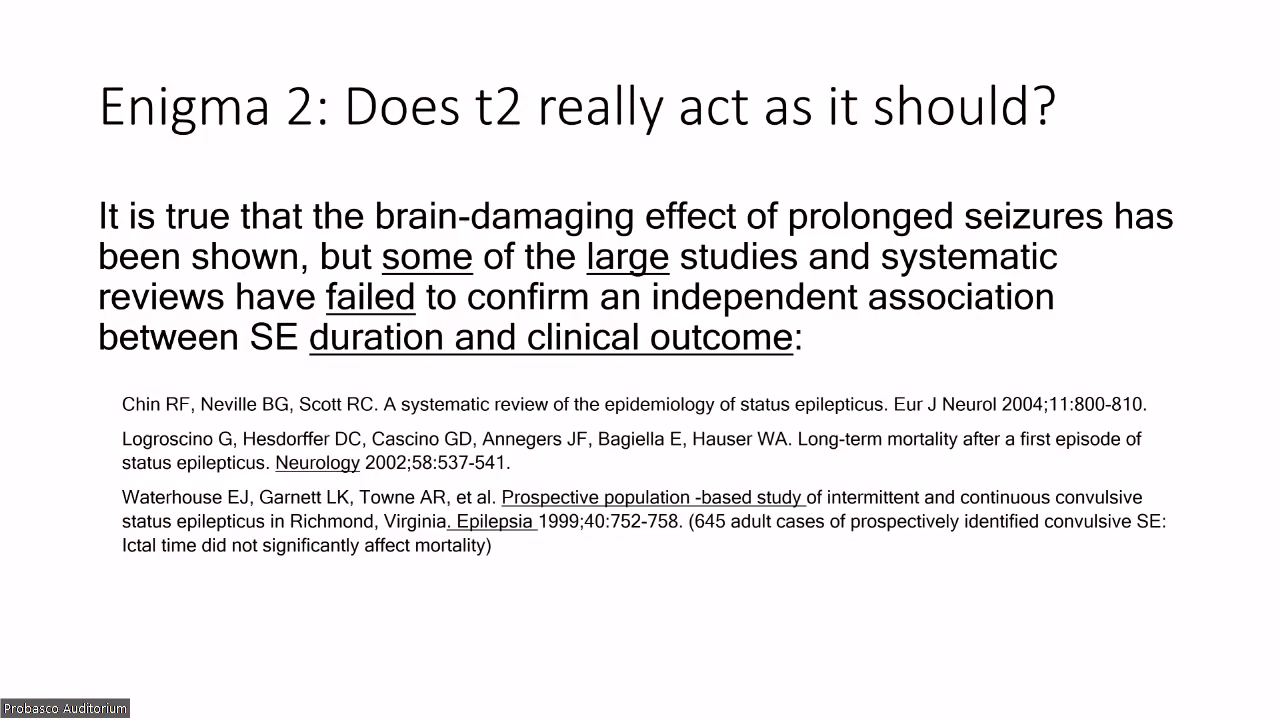 Enigma 2: Does t2 really act as it should?
It is true that the brain-damaging effect of prolonged seizures has
been shown, but some of the large studies and systematic
reviews have failed to confirm an independent association
between SE duration and clinical outcome:
Chin RF, Neville BG, Scott RC. A systematic review of the epidemiology of status epilepticus. Eur J Neurol 2004;11:800-810.
Logroscino G, Hesdorffer DC, Cascino GD, Annegers JF, Bagiella E, Hauser WA. Long-term mortality after a first episode of
status epilepticus. Neurology 2002;58:537-541.
Waterhouse EJ, Garnett LK, Towne AR, et al. Prospective population -based study of intermittent and continuous convulsive
status epilepticus in Richmond, Virginia. Epilepsia 1999;40:752-758. (645 adult cases of prospectively identified convulsive SE:
Ictal time did not significantly affect mortality)
Probasco Auditorium